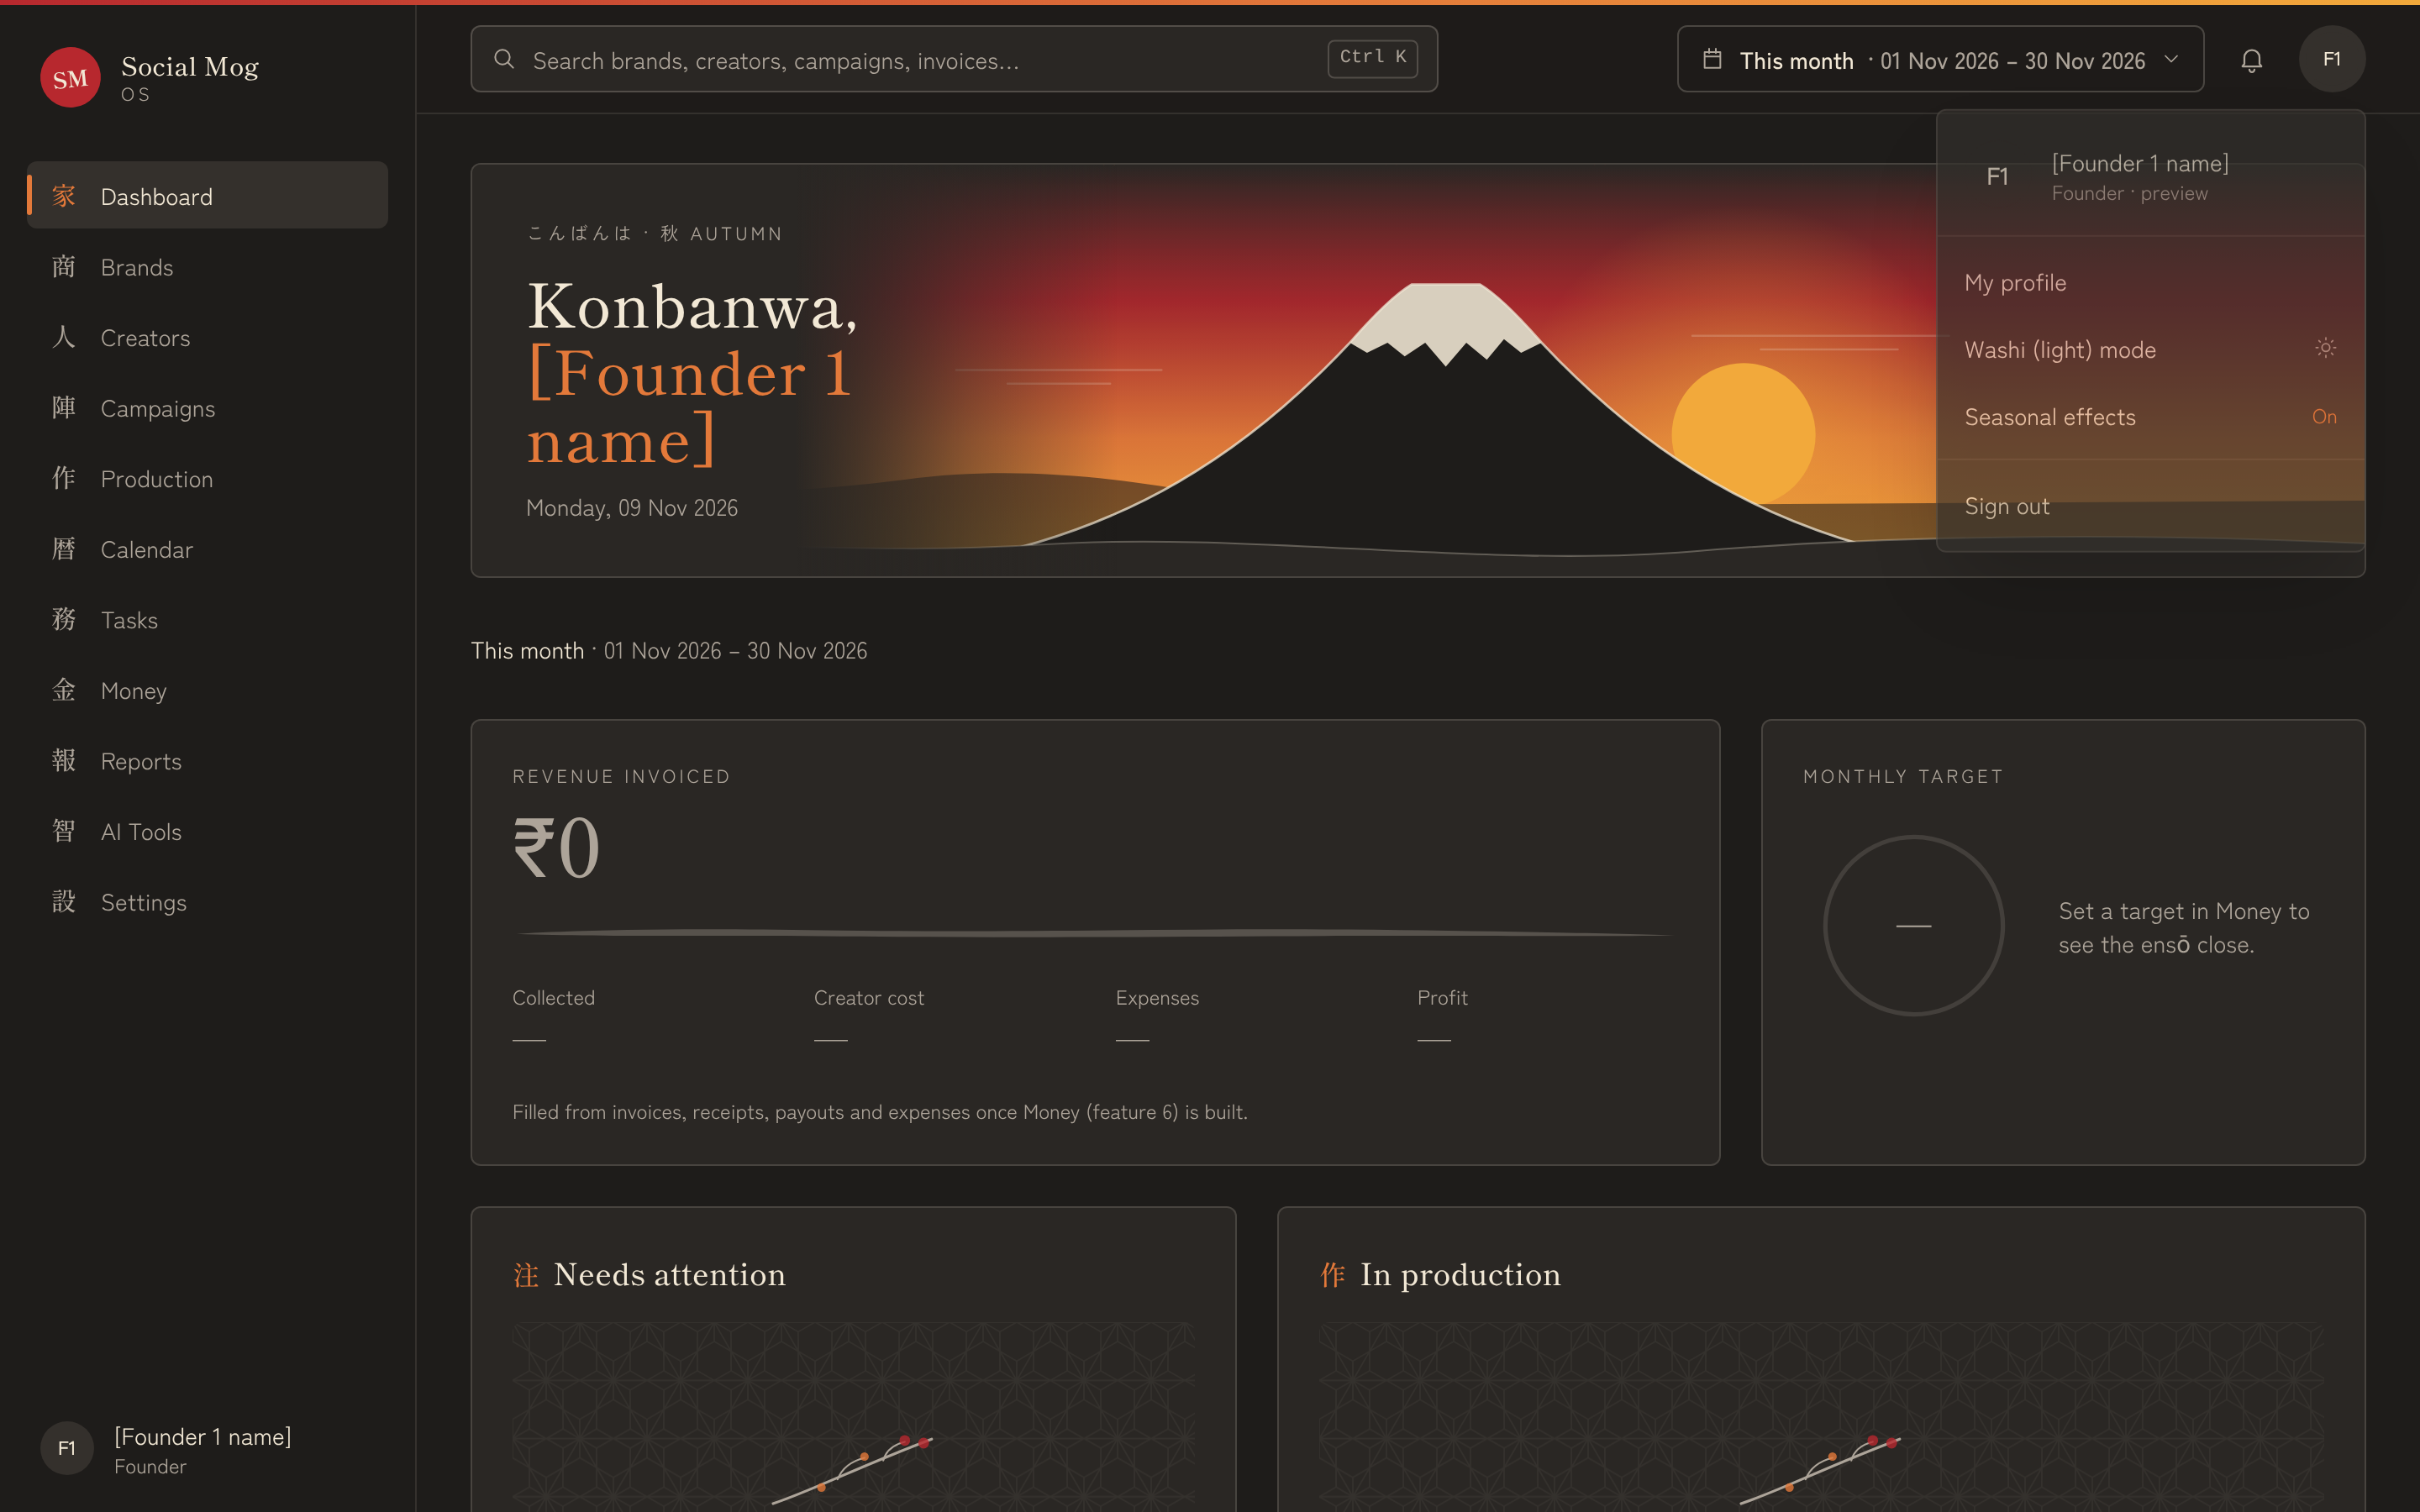 SM
Social Mog
OS
Search brands, creators, campaigns, invoices...
Ctrl K
This month · 01 Nov 2026 – 30 Nov 2026
F1
家 Dashboard
商 Brands
人 Creators
陣 Campaigns
作 Production
暦 Calendar
務 Tasks
金 Money
報 Reports
智 AI Tools
設 Settings
F1
[Founder 1 name]
Founder
こんばんは · 秋 AUTUMN
Konbanwa,
[Founder 1
name]
Monday, 09 Nov 2026
F1
[Founder 1 name]
Founder · preview
My profile
Washi (light) mode
Seasonal effects On
Sign out
This month · 01 Nov 2026 – 30 Nov 2026
REVENUE INVOICED
₹0
Collected
—
Creator cost
—
Expenses
—
Profit
—
Filled from invoices, receipts, payouts and expenses once Money (feature 6) is built.
MONTHLY TARGET
—
Set a target in Money to
see the ensō close.
注 Needs attention
作 In production